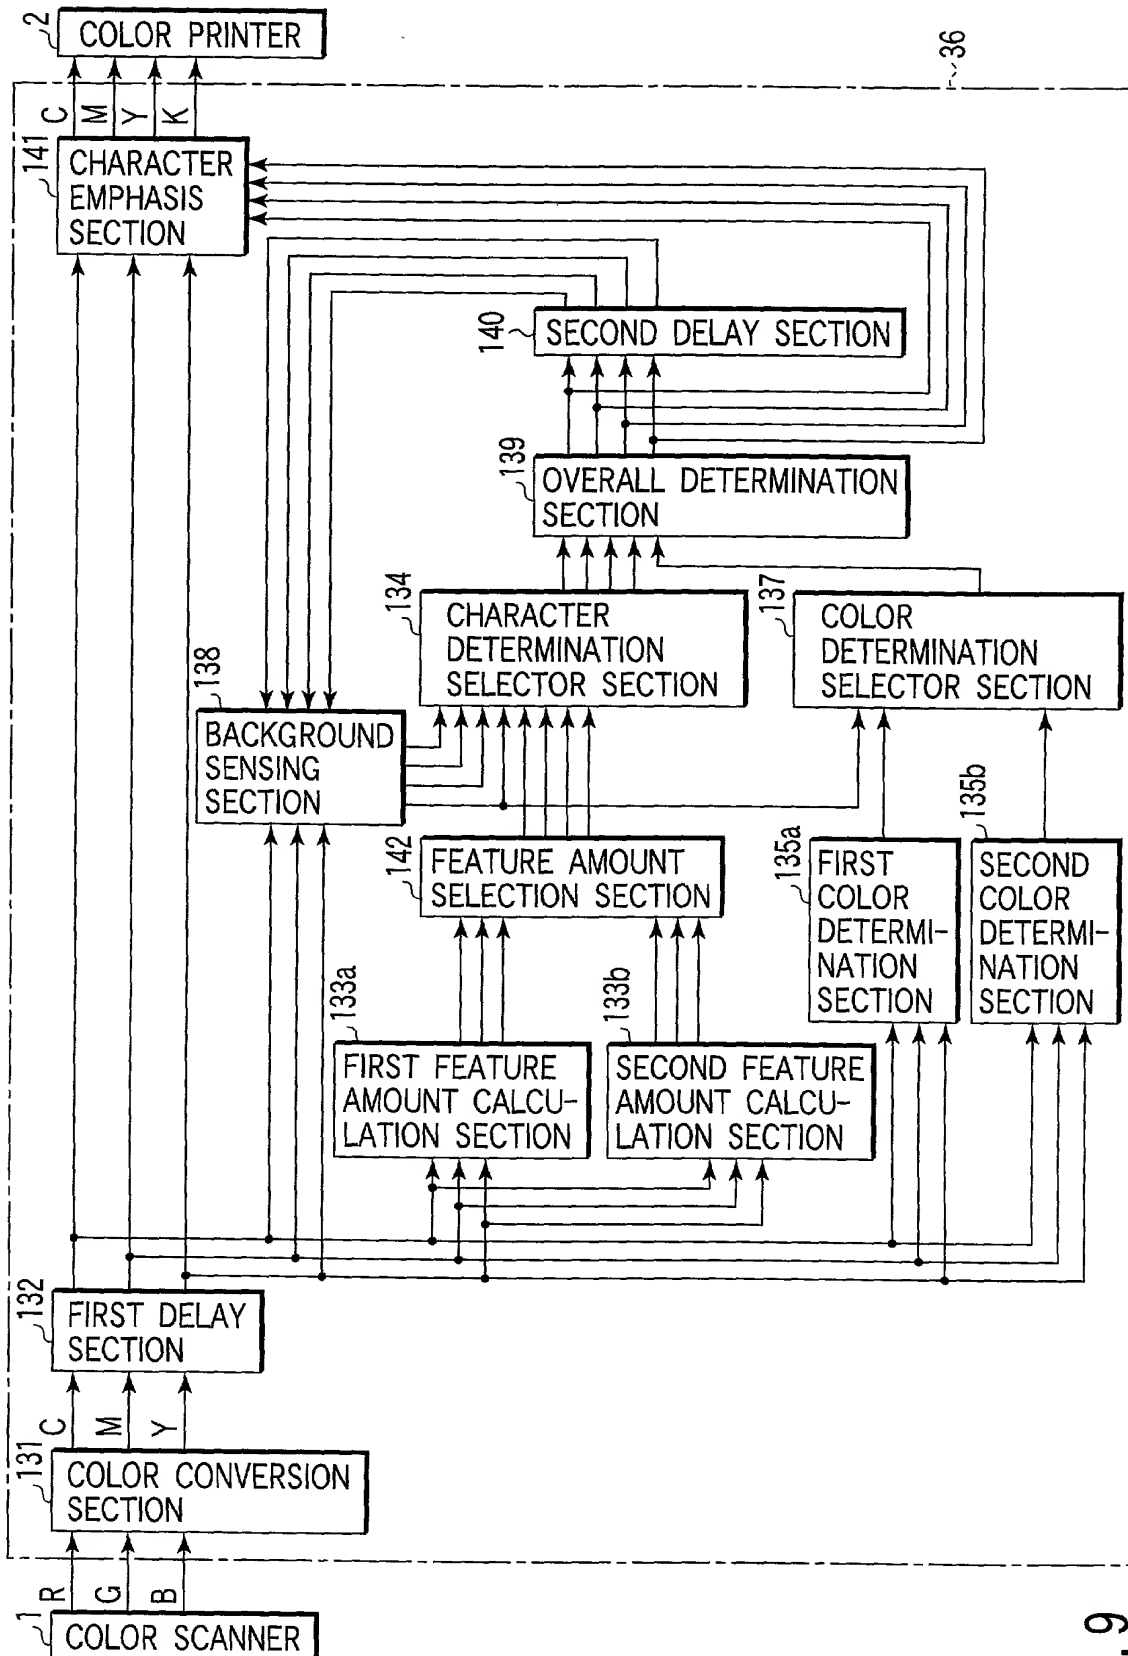 2
COLOR PRINTER
36
C
M
Y
K
141
CHARACTER
EMPHASIS
SECTION
140
SECOND DELAY SECTION
139
OVERALL DETERMINATION
SECTION
134
CHARACTER
DETERMINATION
SELECTOR SECTION
137
COLOR
DETERMINATION
SELECTOR SECTION
138
BACKGROUND
SENSING
SECTION
142
FEATURE AMOUNT
SELECTION SECTION
135a
FIRST
COLOR
DETERMI-
NATION
SECTION
135b
SECOND
COLOR
DETERMI-
NATION
SECTION
133a
FIRST FEATURE
AMOUNT CALCU-
LATION SECTION
133b
SECOND FEATURE
AMOUNT CALCU-
LATION SECTION
132
FIRST DELAY
SECTION
C
M
Y
131
COLOR CONVERSION
SECTION
R
G
B
1
COLOR SCANNER
.9